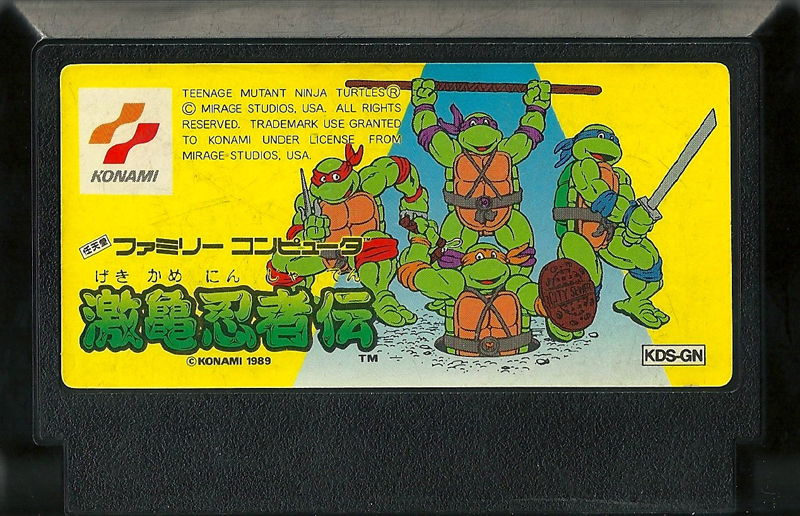 KONAMI
TEENAGE MUTANT NINJA TURTLES®
© MIRAGE STUDIOS, USA. ALL RIGHTS
RESERVED. TRADEMARK USE GRANTED
TO KONAMI UNDER LICENSE FROM
MIRAGE STUDIOS, USA.
任天堂 ファミリー コンピュータ™
げきかめにんじゃでん
激亀忍者伝
TM
©KONAMI 1989
KDS-GN